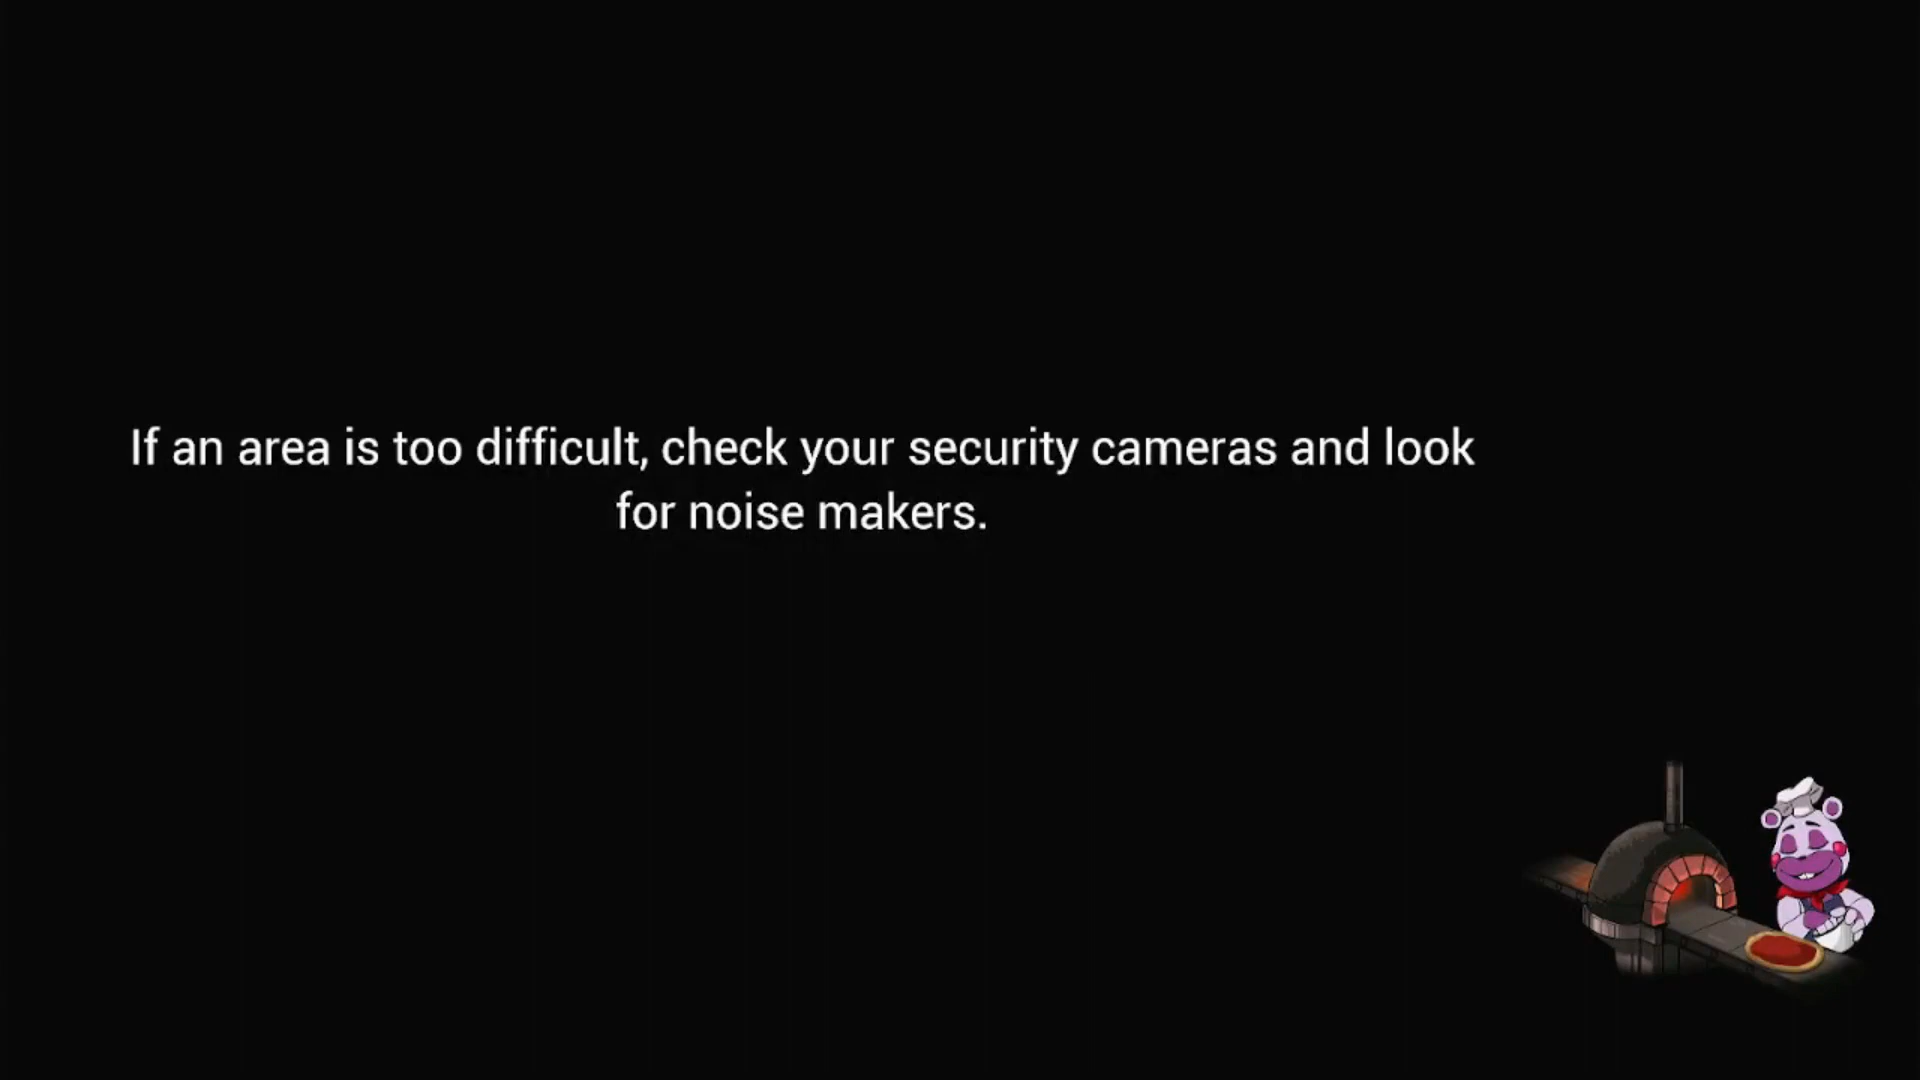 If an area is too difficult, check your security cameras and look
for noise makers.